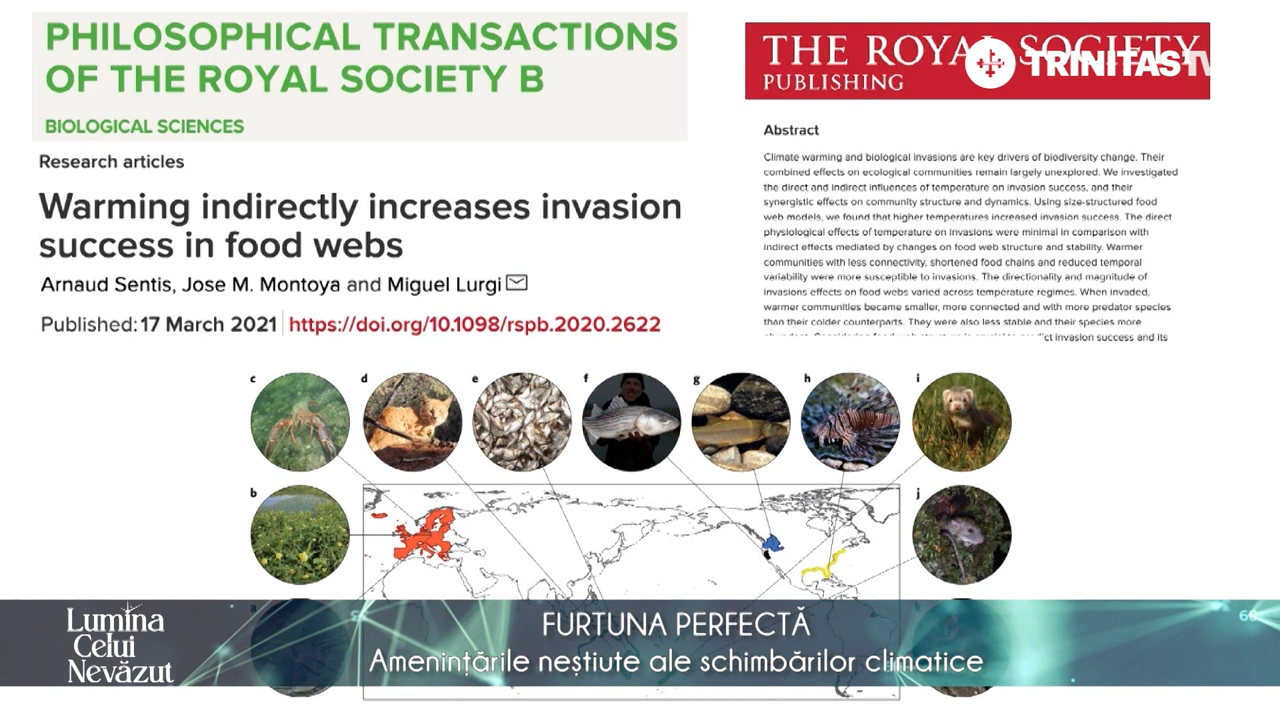 PHILOSOPHICAL TRANSACTIONS
OF THE ROYAL SOCIETY B
BIOLOGICAL SCIENCES
Research articles
Warming indirectly increases invasion
success in food webs
Arnaud Sentis, Jose M. Montoya and Miguel Lurgi
Published: 17 March 2021 https://doi.org/10.1098/rspb.2020.2622
THE ROYAL SOCIETY
PUBLISHING
TRINITAS TV
Abstract
Climate warming and biological invasions are key drivers of biodiversity change. Their
combined effects on ecological communities remain largely unexplored. We investigated
the direct and indirect influences of temperature on invasion success, and their
synergistic effects on community structure and dynamics. Using size-structured food
web models, we found that higher temperatures increased invasion success. The direct
physiological effects of temperature on invasions were minimal in comparison with
indirect effects mediated by changes on food web structure and stability. Warmer
communities with less connectivity, shortened food chains and reduced temporal
variability were more susceptible to invasions. The directionality and magnitude of
invasions effects on food webs varied across temperature regimes. When invaded,
warmer communities became smaller, more connected and with more predator species
than their colder counterparts. They were also less stable and their species more
invasion success and its
c d e f g h i
b j
Lumina
Celui
Nevăzut
FURTUNA PERFECTĂ
Amenințările neștiute ale schimbărilor climatice